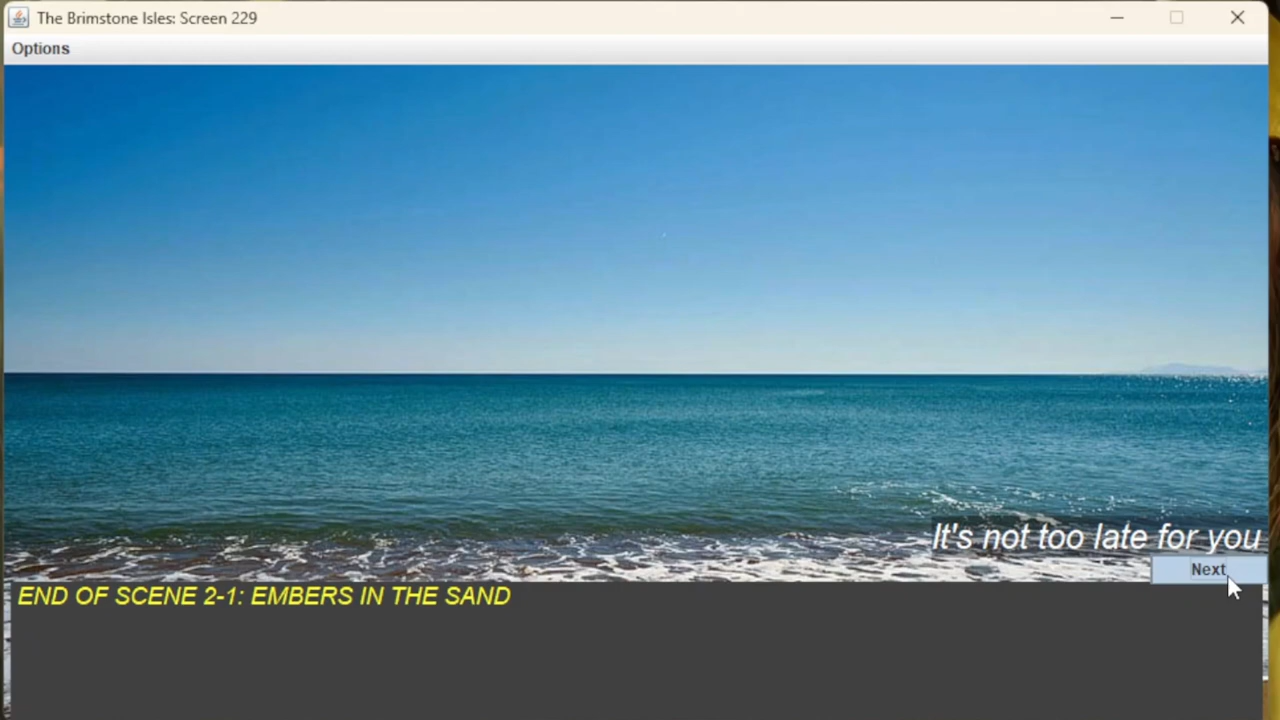 The Brimstone Isles: Screen 229
Options
It's not too late for you
Next
END OF SCENE 2-1: EMBERS IN THE SAND